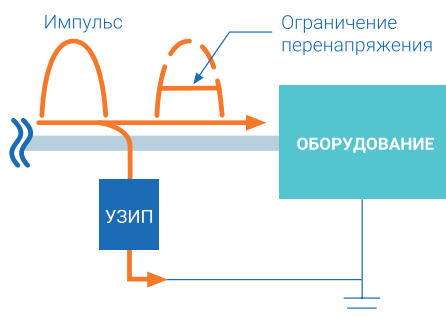 Импульс
Ограничение
перенапряжения
ОБОРУДОВАНИЕ
УЗИП